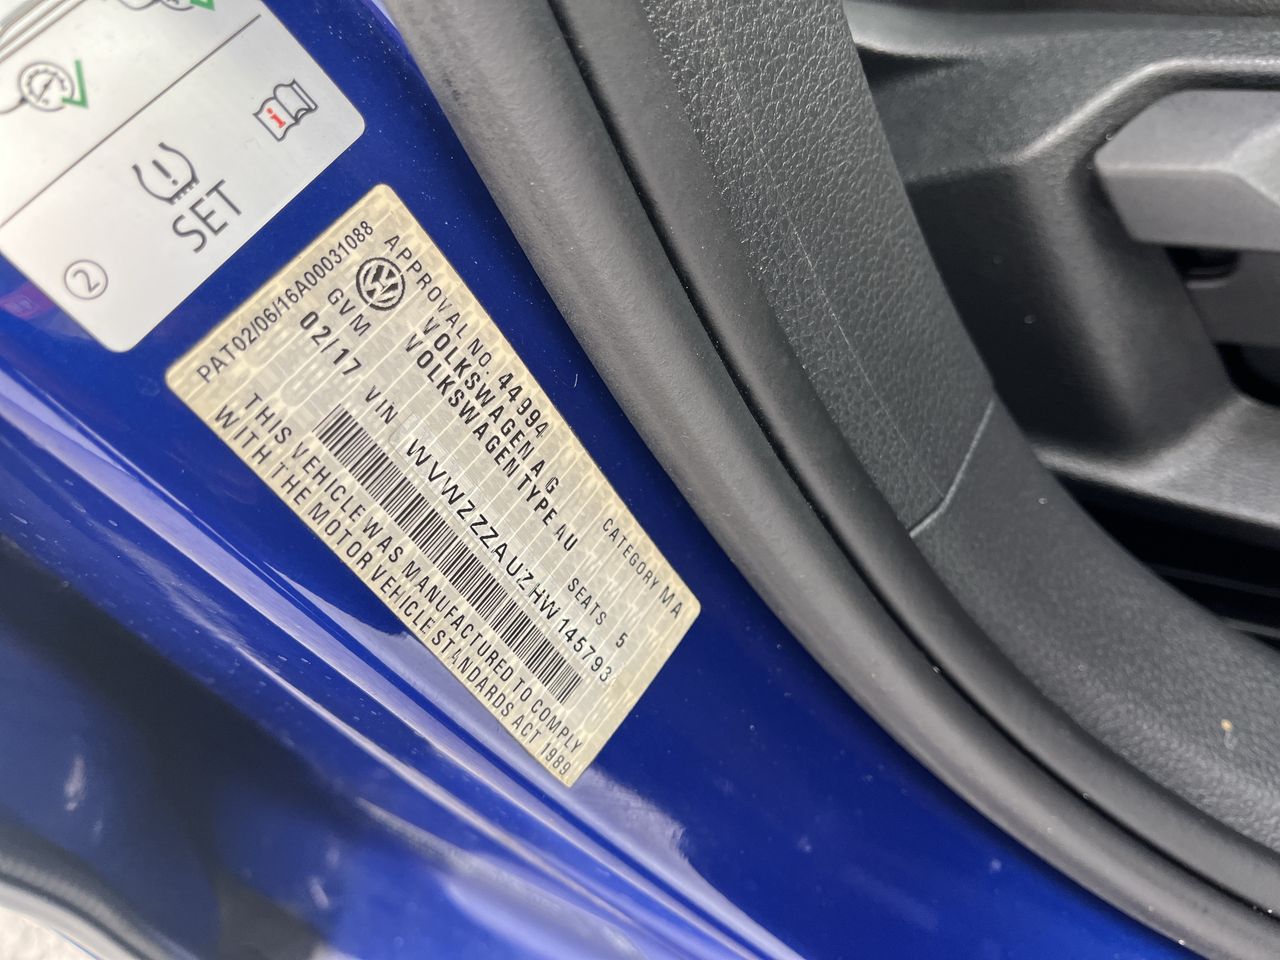 SET
2
PAT02/06/16A00031088
APPROVAL NO. 44994
VOLKSWAGEN AG
VOLKSWAGEN TYPE AU
CATEGORY MA
GVM
SEATS 5
02/17
VIN WVWZZZAUZHW145793
THIS VEHICLE WAS MANUFACTURED TO COMPLY
WITH THE MOTOR VEHICLE STANDARDS ACT 1989